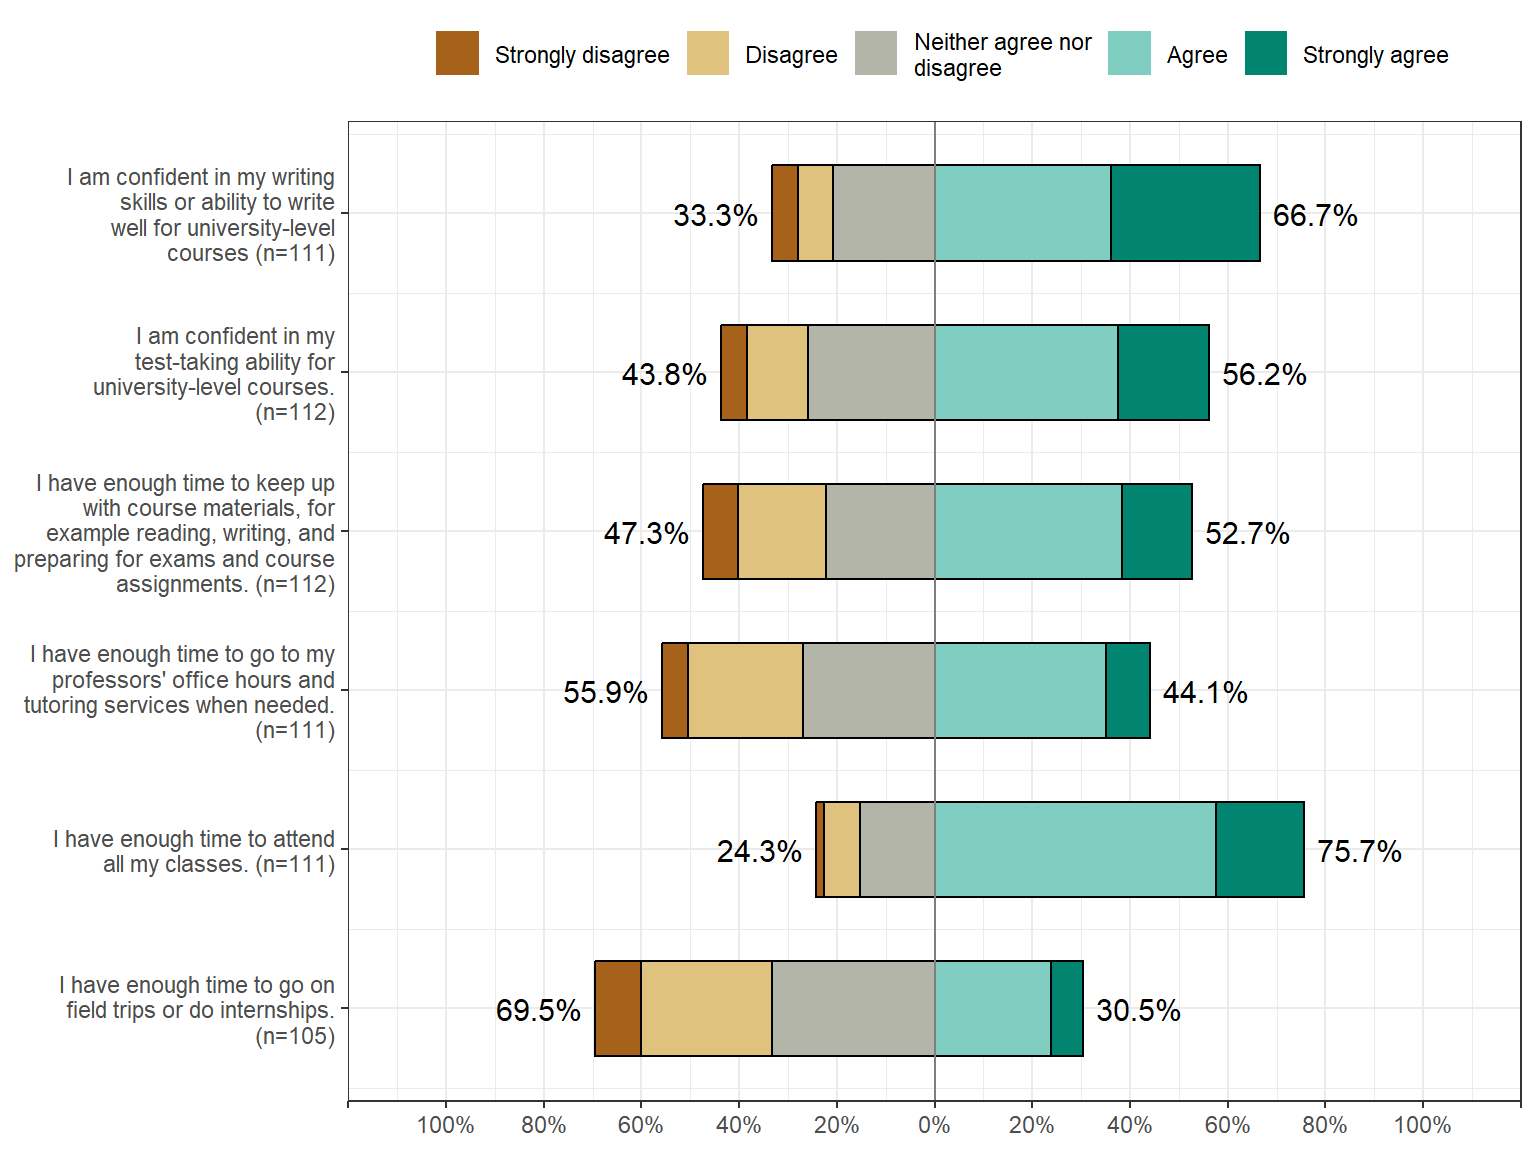 Strongly disagree
Disagree
Neither agree nor
disagree
Agree
Strongly agree
I am confident in my writing
skills or ability to write
well for university-level
courses (n=111)
33.3%
66.7%
I am confident in my
test-taking ability for
university-level courses.
(n=112)
43.8%
56.2%
I have enough time to keep up
with course materials, for
example reading, writing, and
preparing for exams and course
assignments. (n=112)
47.3%
52.7%
I have enough time to go to my
professors' office hours and
tutoring services when needed.
(n=111)
55.9%
44.1%
I have enough time to attend
all my classes. (n=111)
24.3%
75.7%
I have enough time to go on
field trips or do internships.
(n=105)
69.5%
30.5%
100% 80% 60% 40% 20% 0% 20% 40% 60% 80% 100%